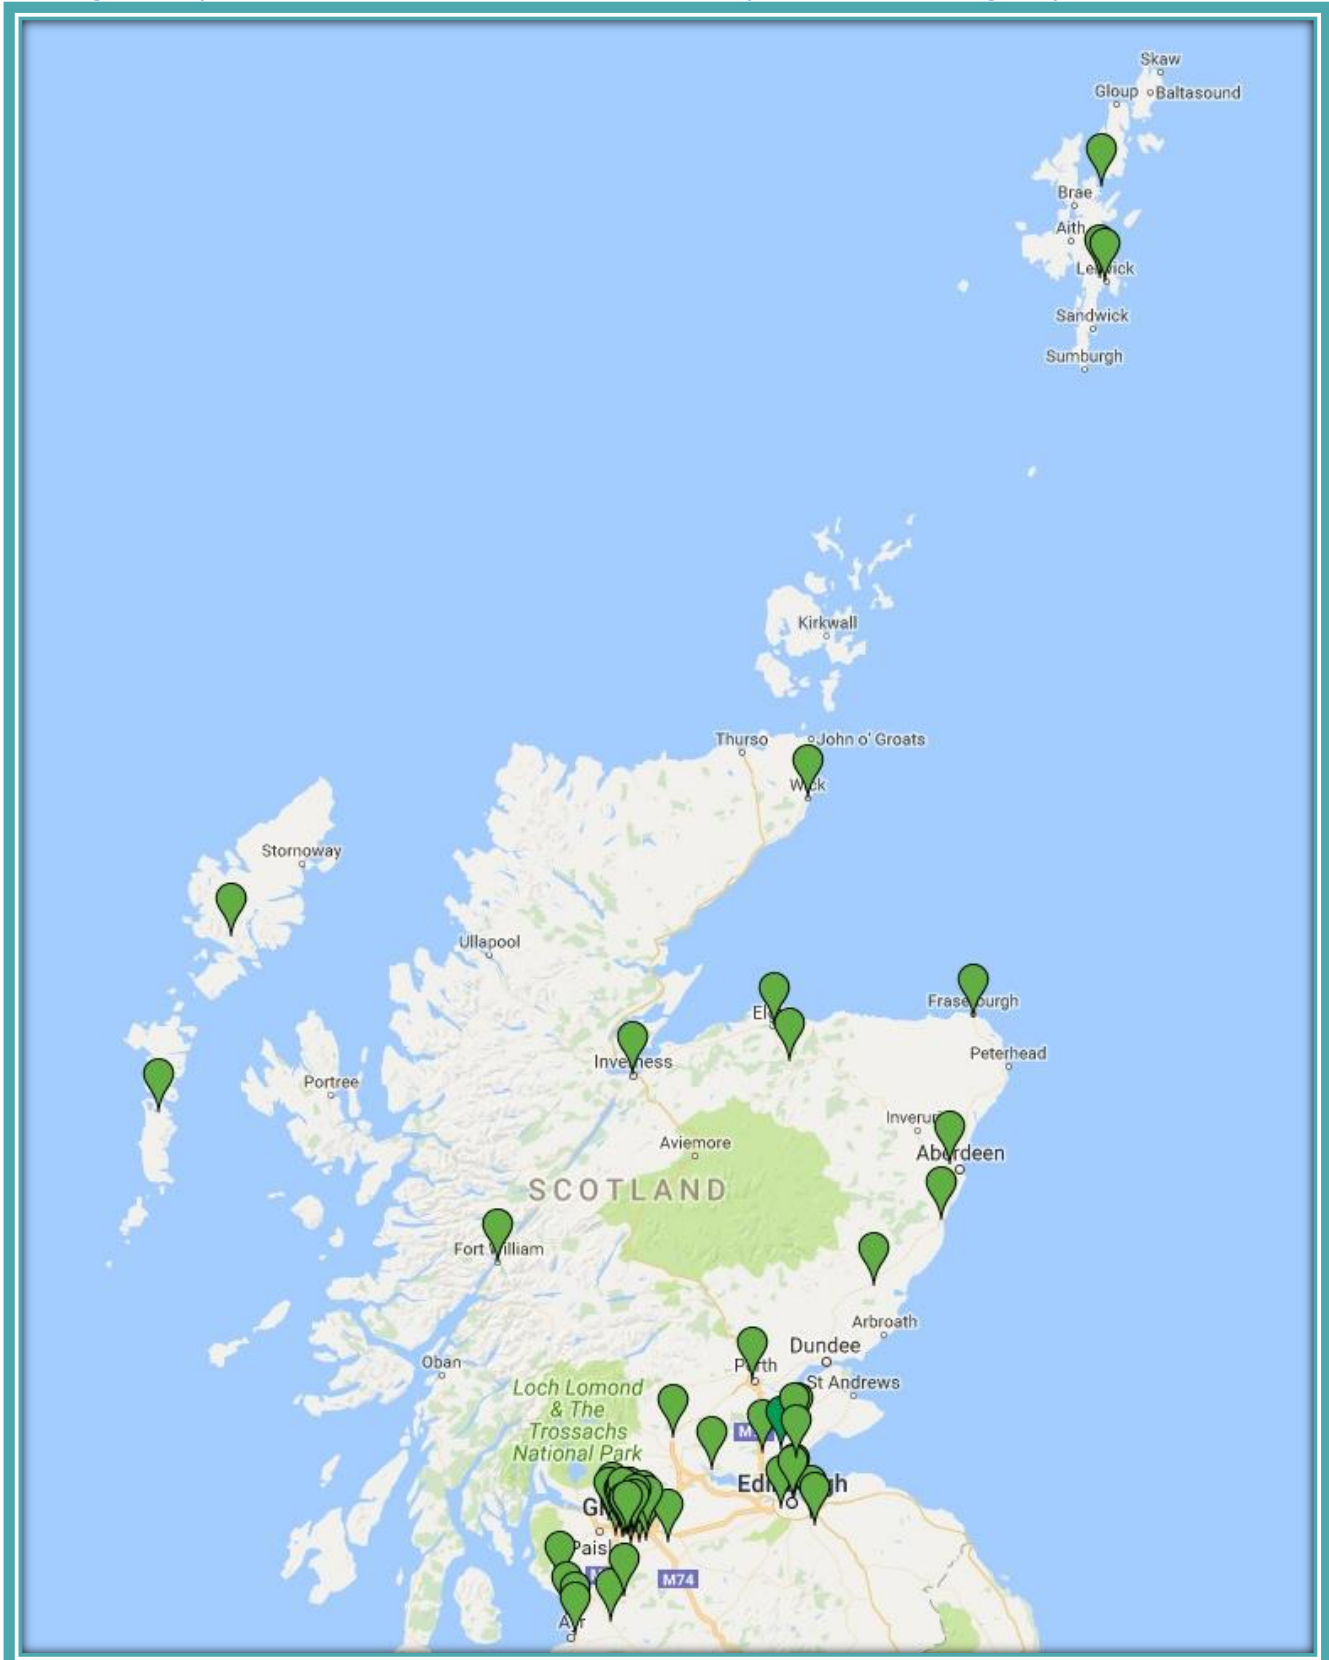 Skaw
Gloup
Baltasound
Brae
Aith
Sandwick
Sumburgh
Kirkwall
Thurso
John o' Groats
Stornoway
Ullapool
Peterhead
Portree
Aviemore
Aberdeen
SCOTLAND
Arbroath
Dundee
Oban
St Andrews
Loch Lomond
& The
Trossachs
National Park
M74